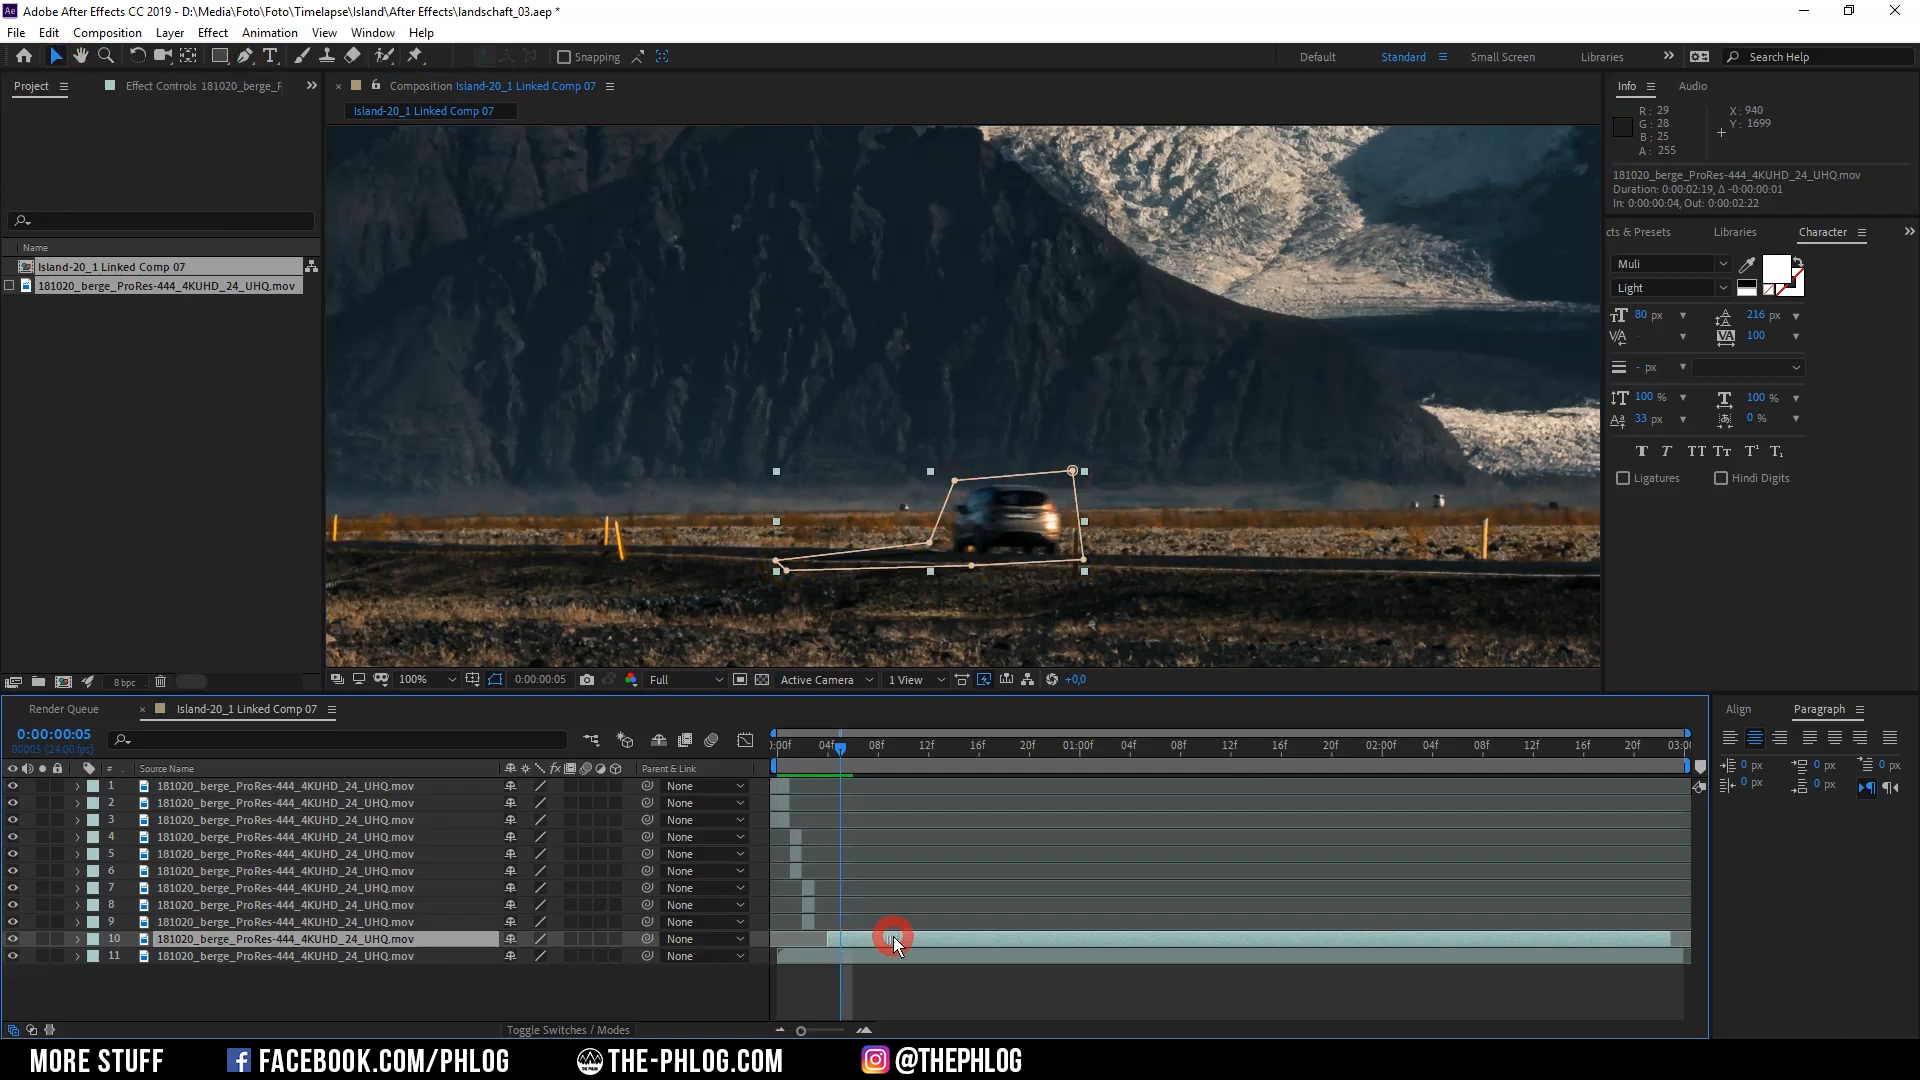 Adobe After Effects CC 2019 - D:\Media\Foto\Foto\Timelapse\Island\After Effects\landschaft_03.aep *
File Edit Composition Layer Effect Animation View Window Help
Snapping Default Standard Small Screen Libraries Search Help
Project Effect Controls 181020_berge_F Composition Island-20_1 Linked Comp 07 Info Audio
Island-20_1 Linked Comp 07
R: 29 X: 940
G: 28 Y: 1699
B: 25
A: 255
181020_berge_ProRes-444_4KUHD_24_UHQ.mov
Duration: 0:00:02:19, Δ -0:00:00:01
In: 0:00:00:04, Out: 0:00:02:22
cts & Presets Libraries Character
Name
Island-20_1 Linked Comp 07
181020_berge_ProRes-444_4KUHD_24_UHQ.mov
Muli
Light
80 px 216 px
- 100
- px
100 % 100 %
33 px 0 %
Ligatures Hindi Digits
8 bpc 100% 0:00:00:05 Full Active Camera 1 View +0,0
Render Queue Island-20_1 Linked Comp 07 Align Paragraph
0:00:00:05
00005 (24.00 fps)
:00f 04f 08f 12f 16f 20f 01:00f 04f 08f 12f 16f 20f 02:00f 04f 08f 12f 16f 20f 03:0
# Source Name fx Parent & Link
0 px 0 px 0 px
0 px 0 px
1 181020_berge_ProRes-444_4KUHD_24_UHQ.mov None
2 181020_berge_ProRes-444_4KUHD_24_UHQ.mov None
3 181020_berge_ProRes-444_4KUHD_24_UHQ.mov None
4 181020_berge_ProRes-444_4KUHD_24_UHQ.mov None
5 181020_berge_ProRes-444_4KUHD_24_UHQ.mov None
6 181020_berge_ProRes-444_4KUHD_24_UHQ.mov None
7 181020_berge_ProRes-444_4KUHD_24_UHQ.mov None
8 181020_berge_ProRes-444_4KUHD_24_UHQ.mov None
9 181020_berge_ProRes-444_4KUHD_24_UHQ.mov None
10 181020_berge_ProRes-444_4KUHD_24_UHQ.mov None
11 181020_berge_ProRes-444_4KUHD_24_UHQ.mov None
Toggle Switches / Modes
MORE STUFF FACEBOOK.COM/PHLOG THE-PHLOG.COM @THEPHLOG